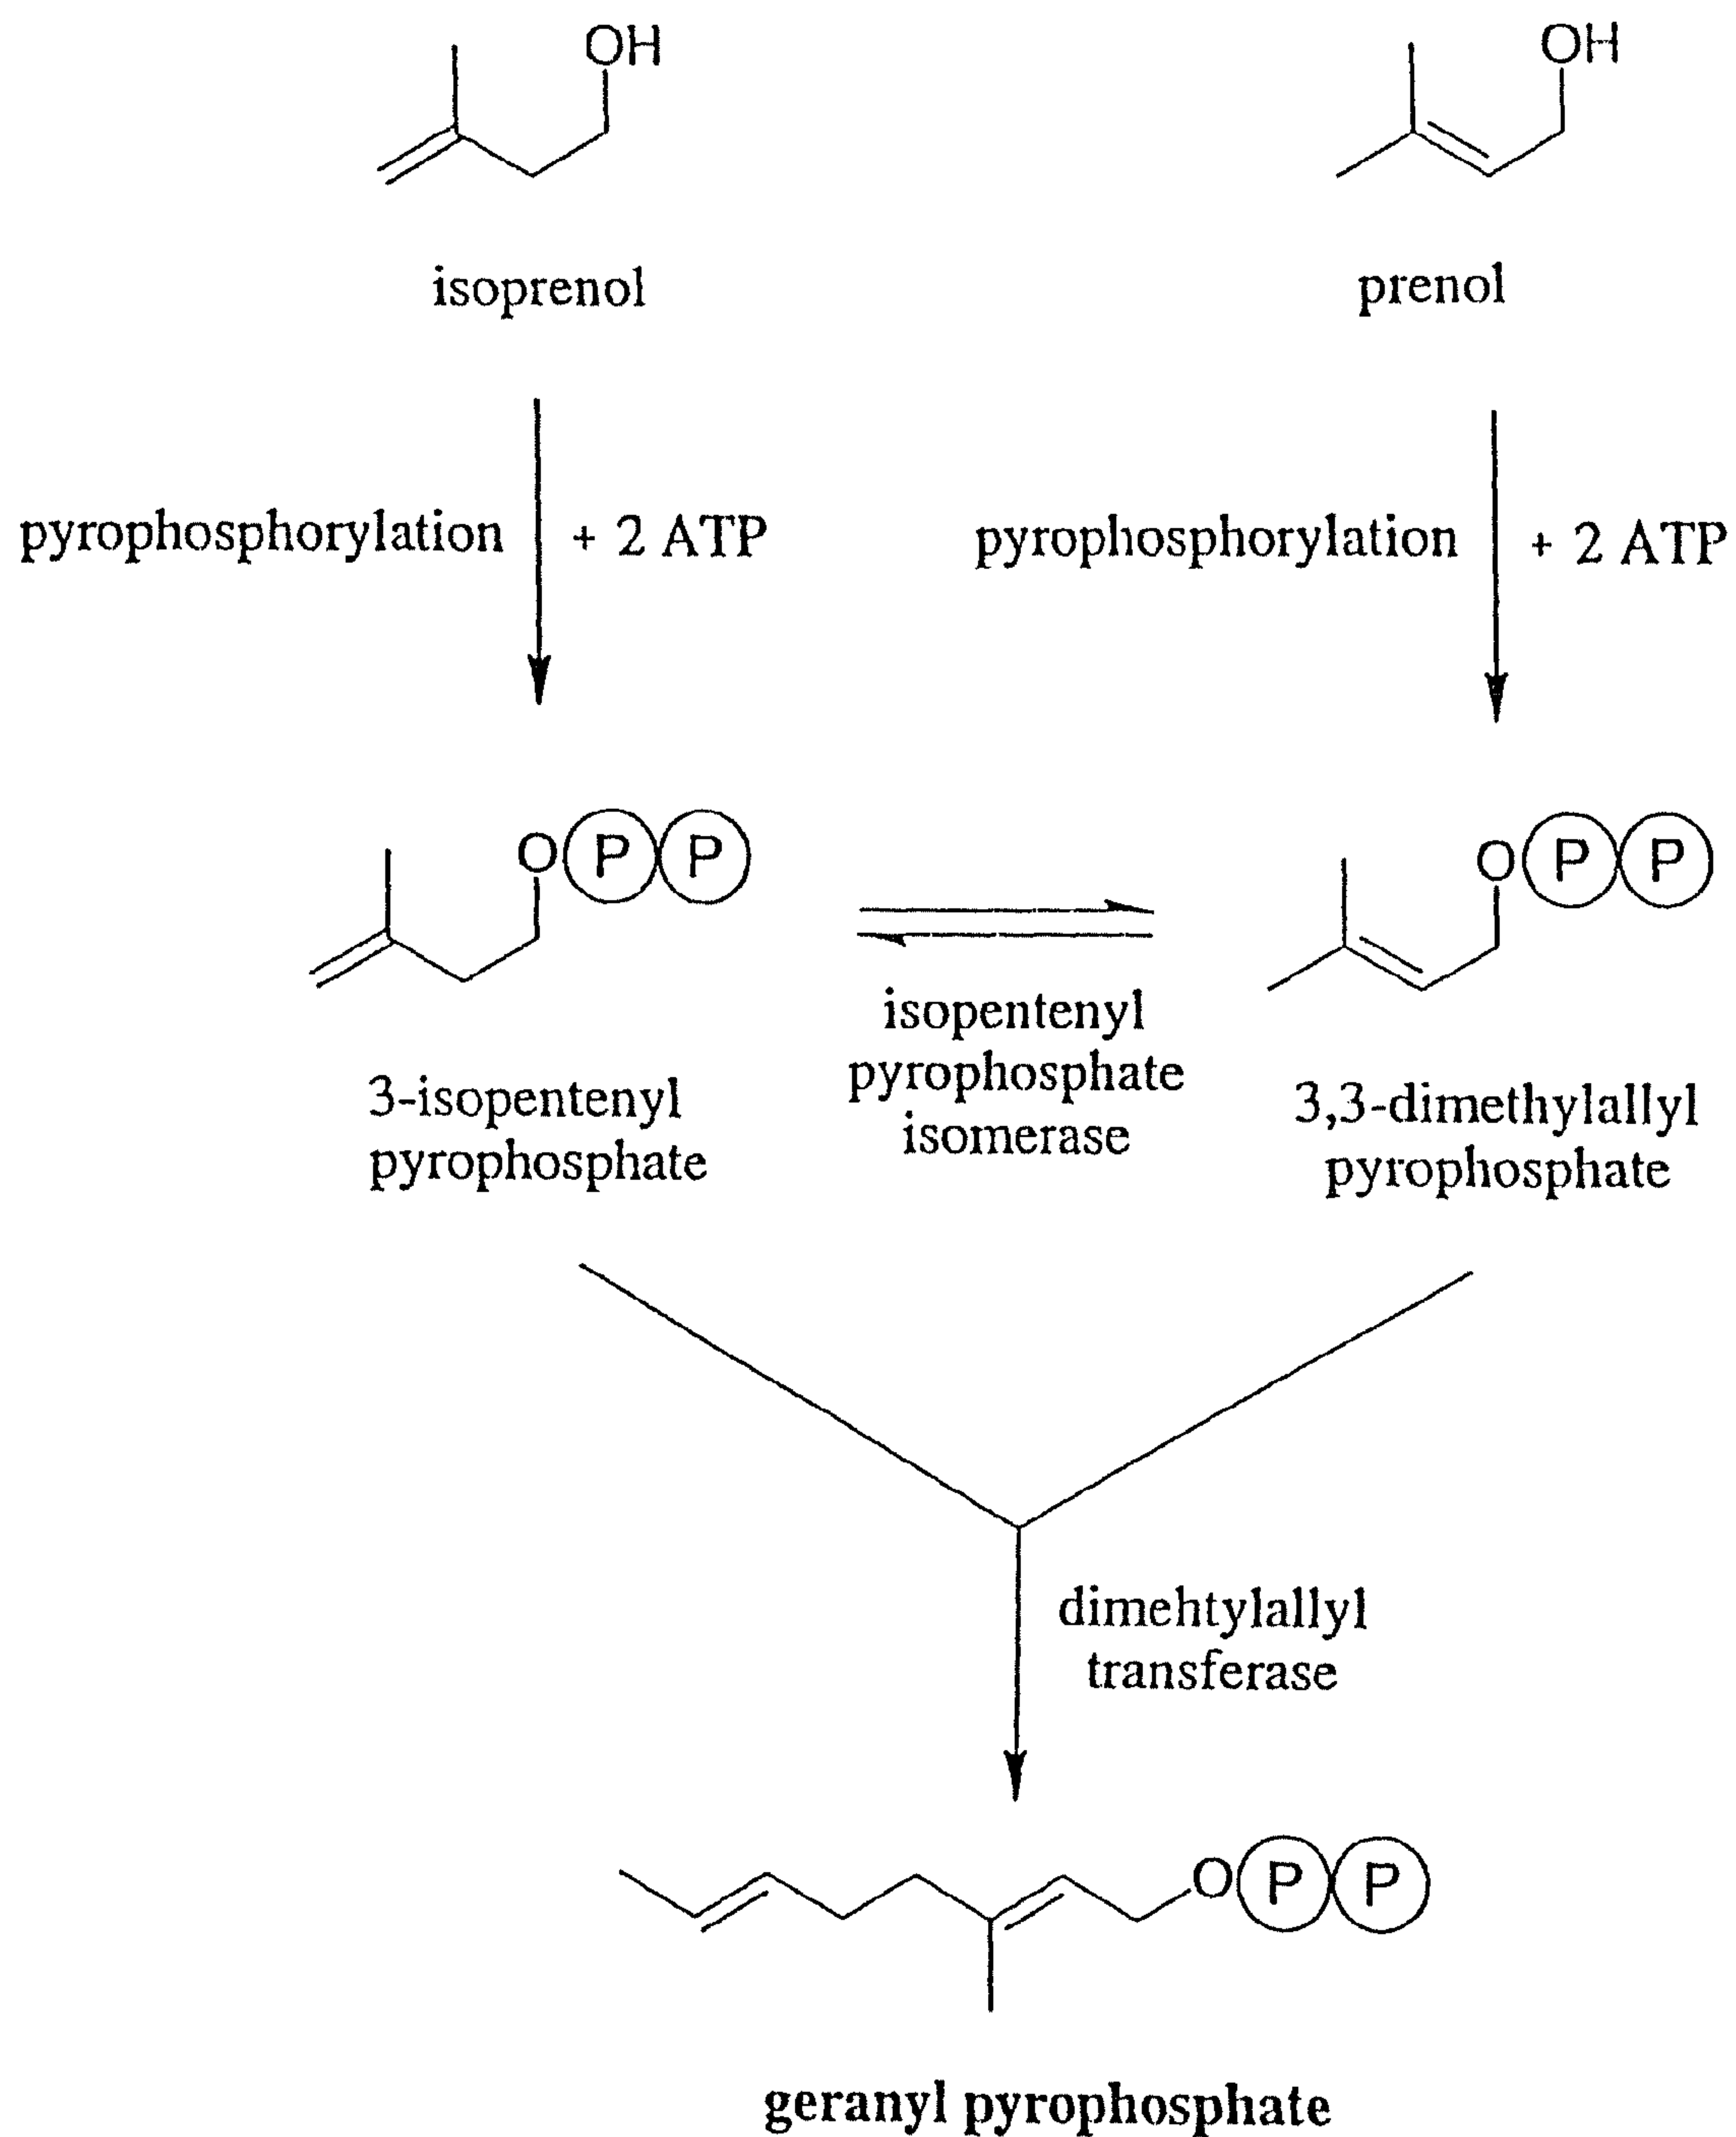 OH
OH
isoprenol
prenol
pyrophosphorylation
+ 2 ATP
pyrophosphorylation
+ 2 ATP
O P P
O P P
isopentenyl
pyrophosphate
isomerase
3-isopentenyl
pyrophosphate
3,3-dimethylallyl
pyrophosphate
dimehtylallyl
transferase
O P P
geranyl pyrophosphate